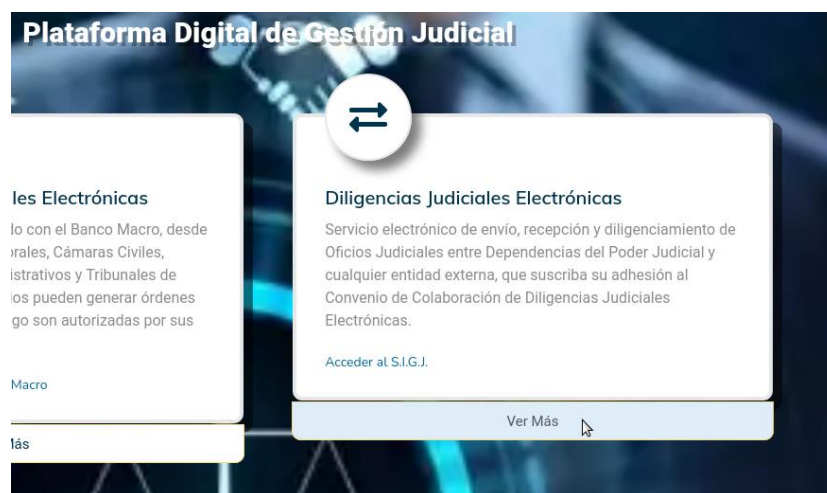 Plataforma Digital de Gestión Judicial
les Electrónicas
do con el Banco Macro, desde
orales, Cámaras Civiles,
istrativos y Tribunales de
los pueden generar órdenes
go son autorizadas por sus
Macro
Más
Diligencias Judiciales Electrónicas
Servicio electrónico de envío, recepción y diligenciamiento de
Oficios Judiciales entre Dependencias del Poder Judicial y
cualquier entidad externa, que suscriba su adhesión al
Convenio de Colaboración de Diligencias Judiciales
Electrónicas.
Acceder al S.I.G.J.
Ver Más